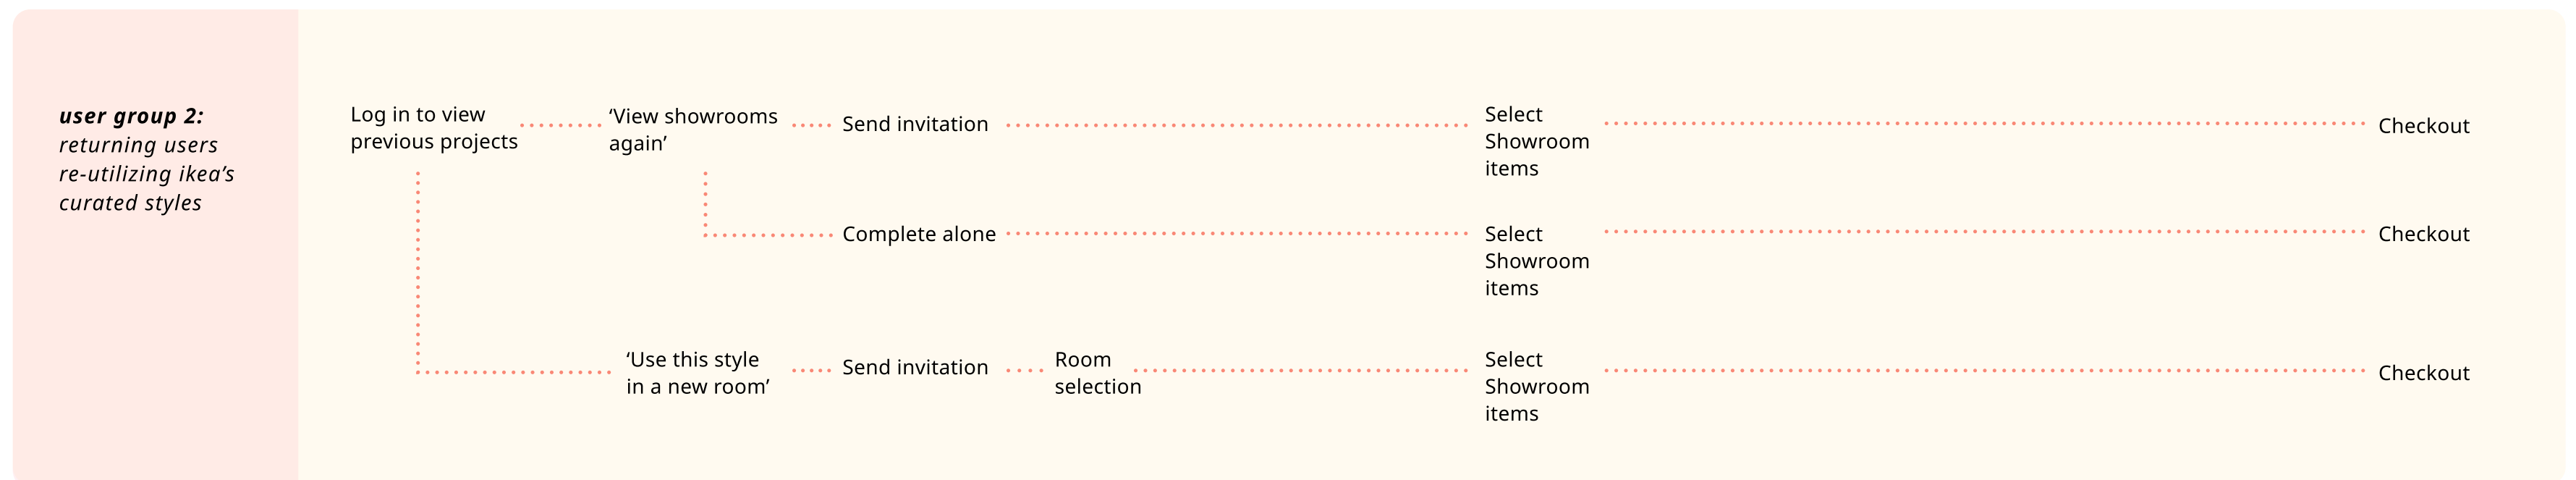 user group 2:
returning users
re-utilizing ikea's
curated styles
Log in to view
previous projects
‘View showrooms
again’
Send invitation
Select
Showroom
items
Checkout
Complete alone
Select
Showroom
items
Checkout
‘Use this style
in a new room’
Send invitation
Room
selection
Select
Showroom
items
Checkout